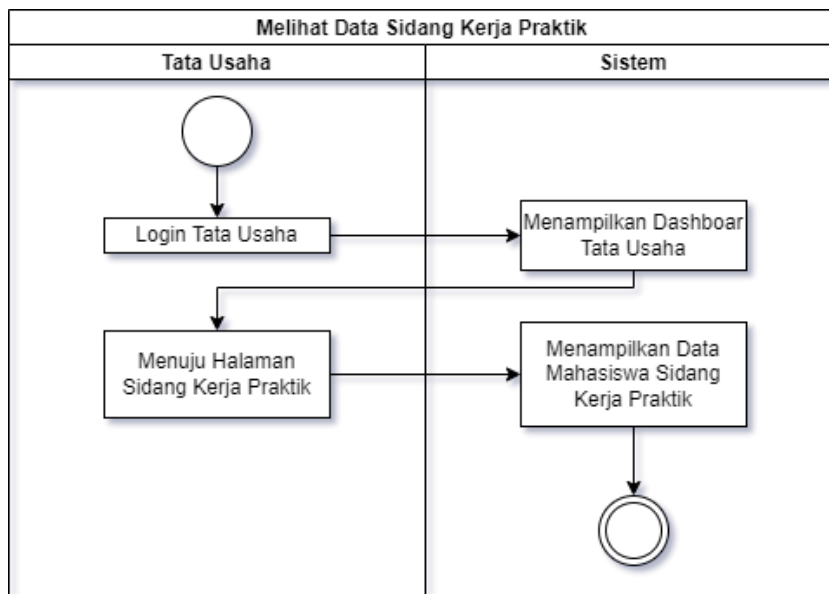 Melihat Data Sidang Kerja Praktik
Tata Usaha
Sistem
Login Tata Usaha
Menampilkan Dashboar
Tata Usaha
Menuju Halaman
Sidang Kerja Praktik
Menampilkan Data
Mahasiswa Sidang
Kerja Praktik